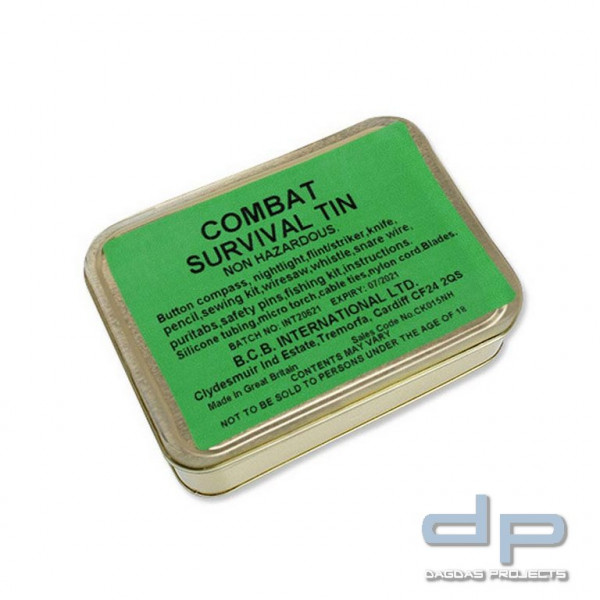 COMBAT
SURVIVAL TIN
NON HAZARDOUS.
Button compass, nightlight,flint/striker,knife,
pencil,sewing kit,wiresaw,whistle,snare wire,
puritabs,safety pins,fishing kit,instructions.
Silicone tubing,micro torch,cable ties,nylon cord Blades.
BATCH NO: INT20621 EXPIRY: 07/2021
B.C.B. INTERNATIONAL LTD.
Clydesmuir Ind Estate, Tremorfa, Cardiff CF24 2QS
Made in Great Britain Sales Code No.CK015NH
CONTENTS MAY VARY
NOT TO BE SOLD TO PERSONS UNDER THE AGE OF 18
dp
DAGDAS PROJECTS